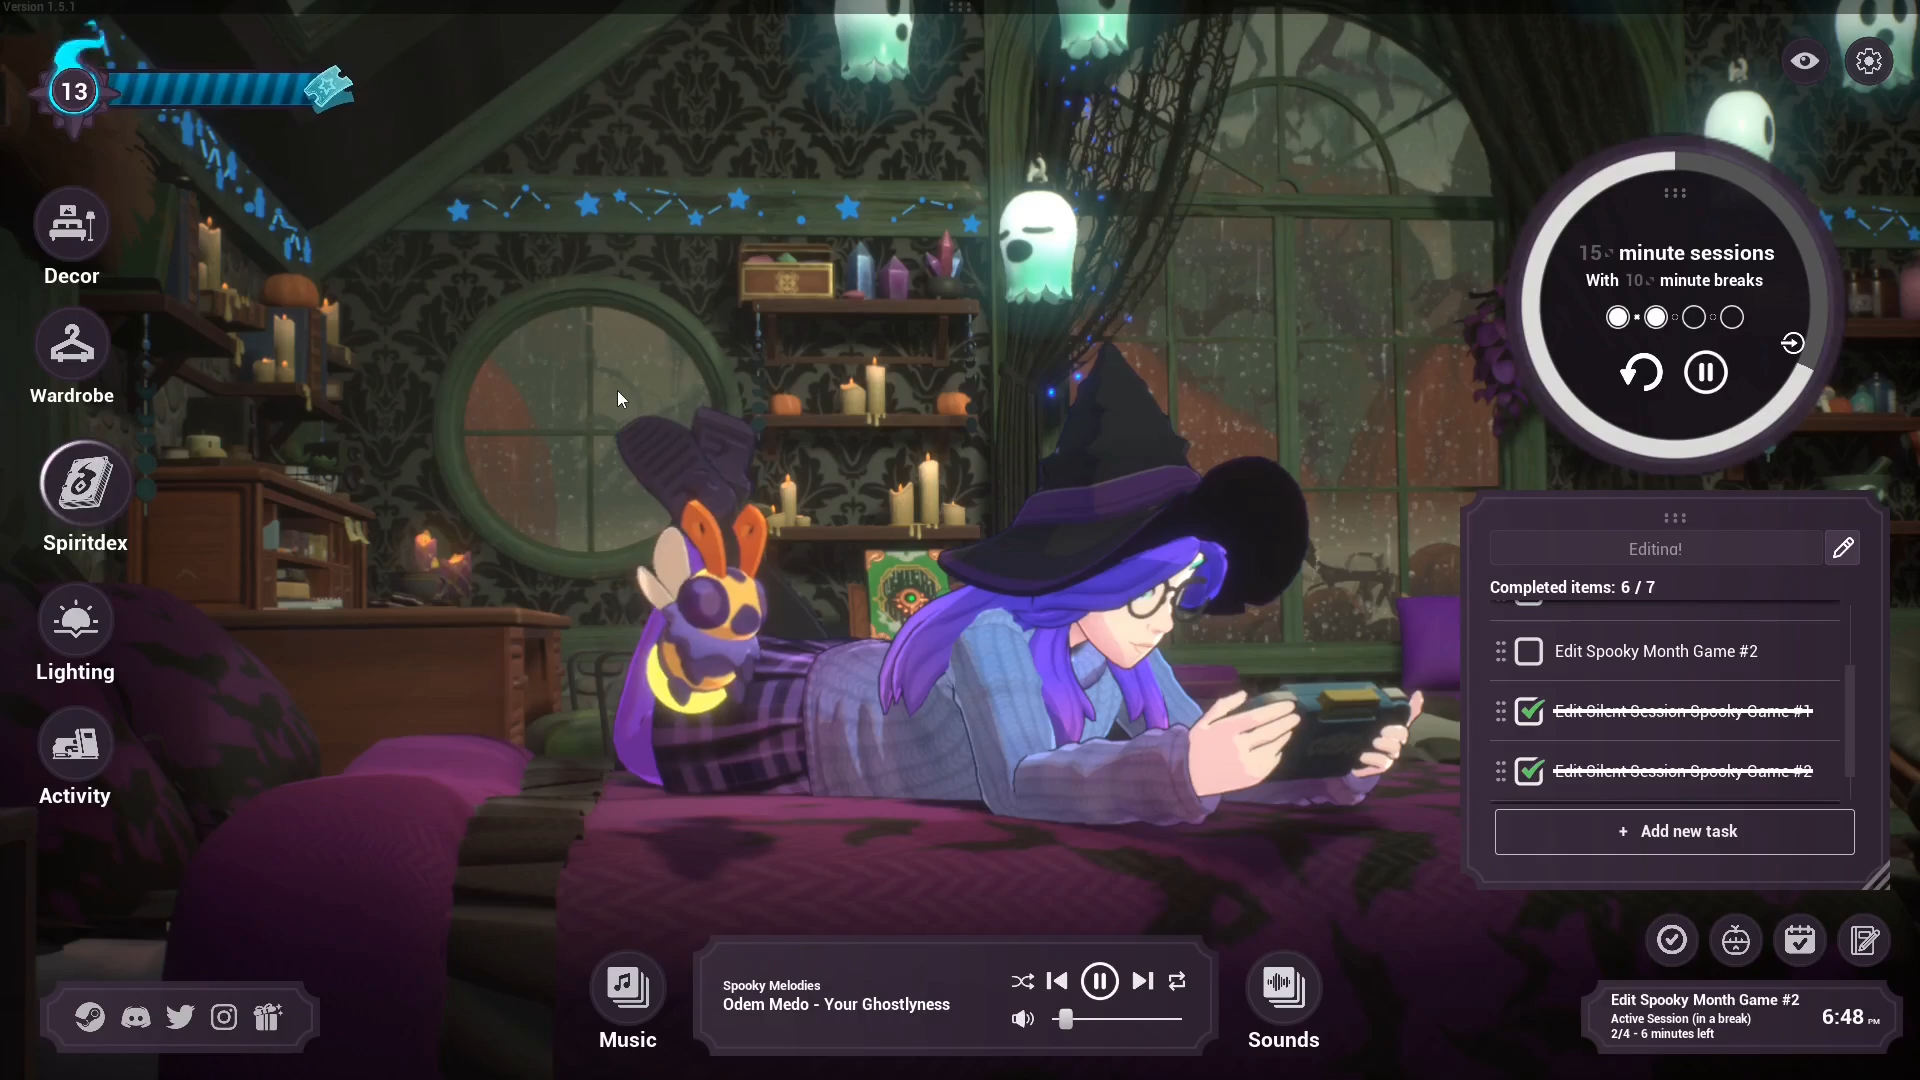 Version 1.5.1
13
Decor
Wardrobe
Spiritdex
Lighting
Activity
15 minute sessions
With 10 minute breaks
Editing!
Completed items: 6 / 7
Edit Spooky Month Game #2
Edit Silent Session Spooky Game #1
Edit Silent Session Spooky Game #2
+ Add new task
Music
Spooky Melodies
Odem Medo - Your Ghostlyness
Sounds
Edit Spooky Month Game #2
Active Session (in a break)
2/4 - 6 minutes left
6:48 PM